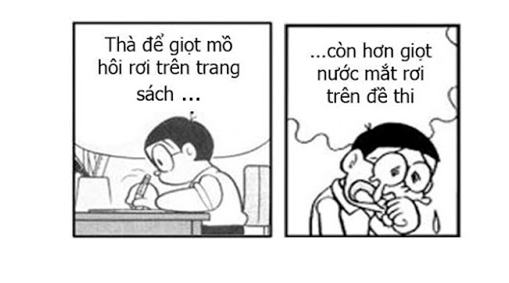 Thà để giọt mồ
hôi rơi trên trang
sách ...
...còn hơn giọt
nước mắt rơi
trên đề thi